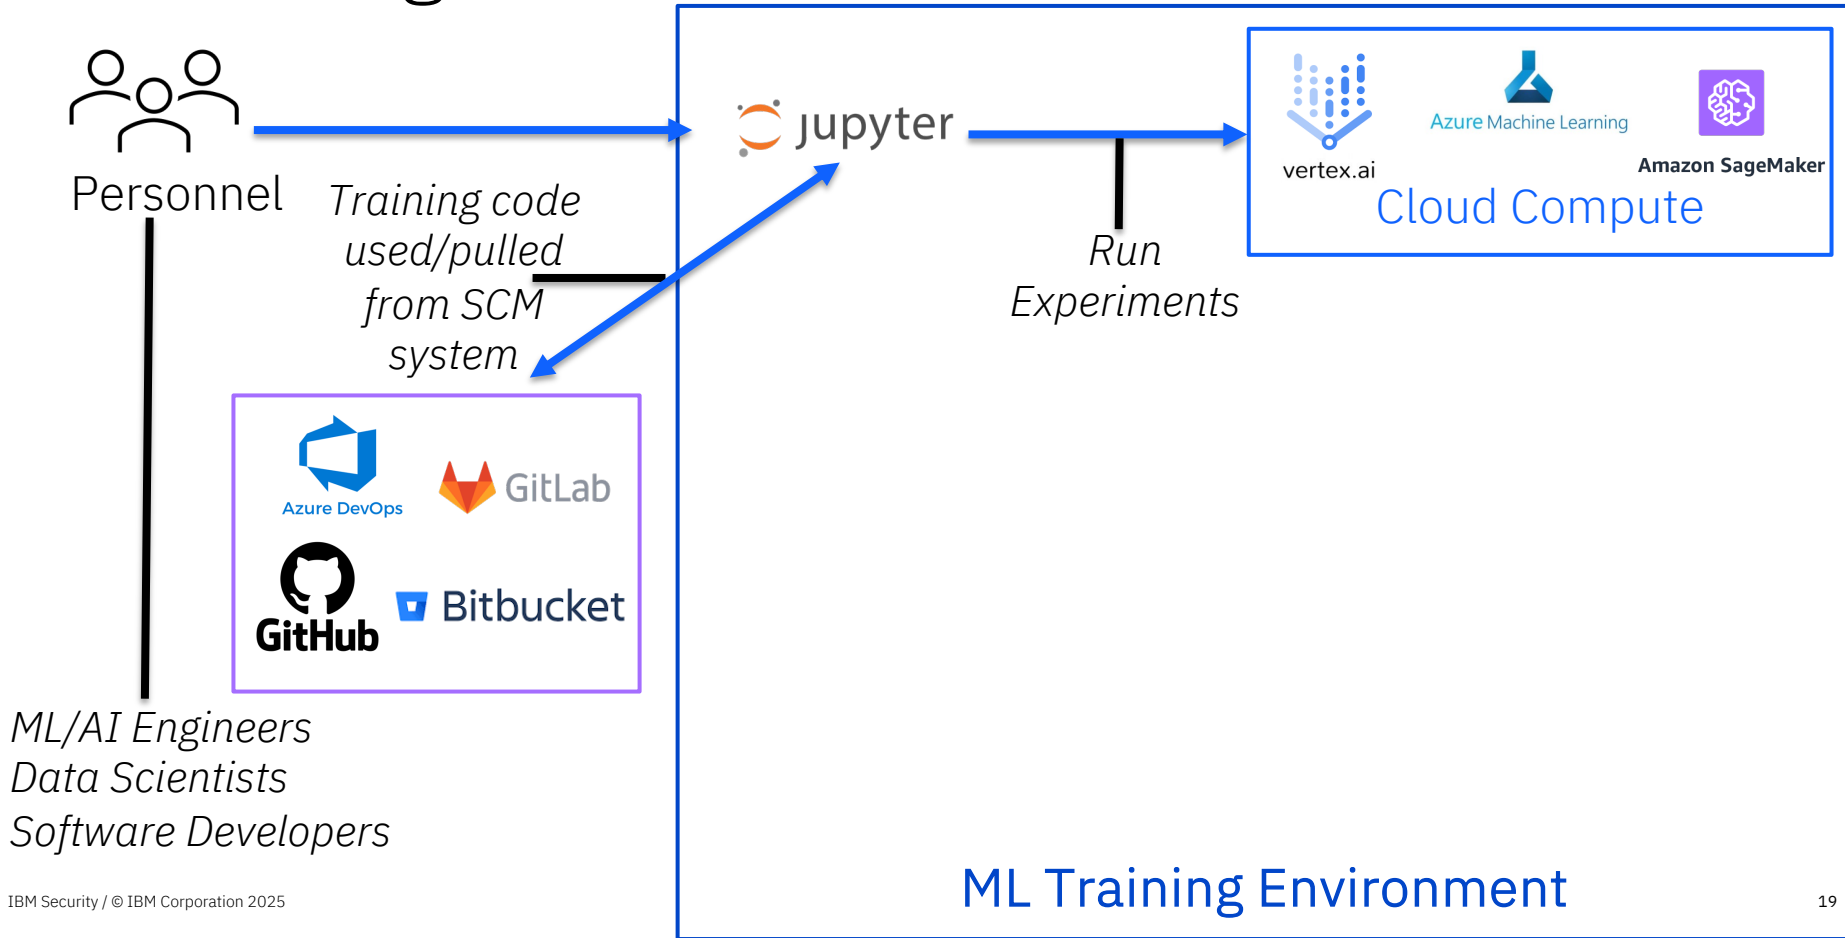 Personnel
Training code
used/pulled
from SCM
system
jupyter
Run
Experiments
vertex.ai
Azure Machine Learning
Amazon SageMaker
Cloud Compute
Azure DevOps
GitLab
GitHub
Bitbucket
ML/AI Engineers
Data Scientists
Software Developers
ML Training Environment
IBM Security / © IBM Corporation 2025
19